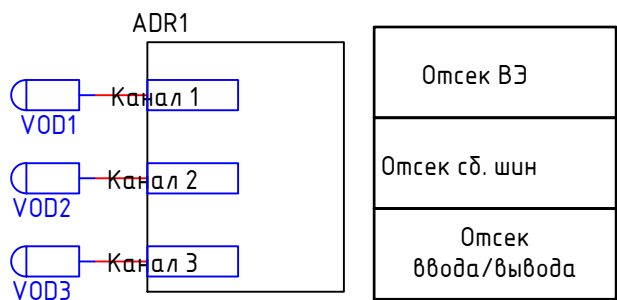 ADR1
Канал 1
VOD1
Канал 2
VOD2
Канал 3
VOD3
Отсек ВЭ
Отсек сб. шин
Отсек
ввода/вывода